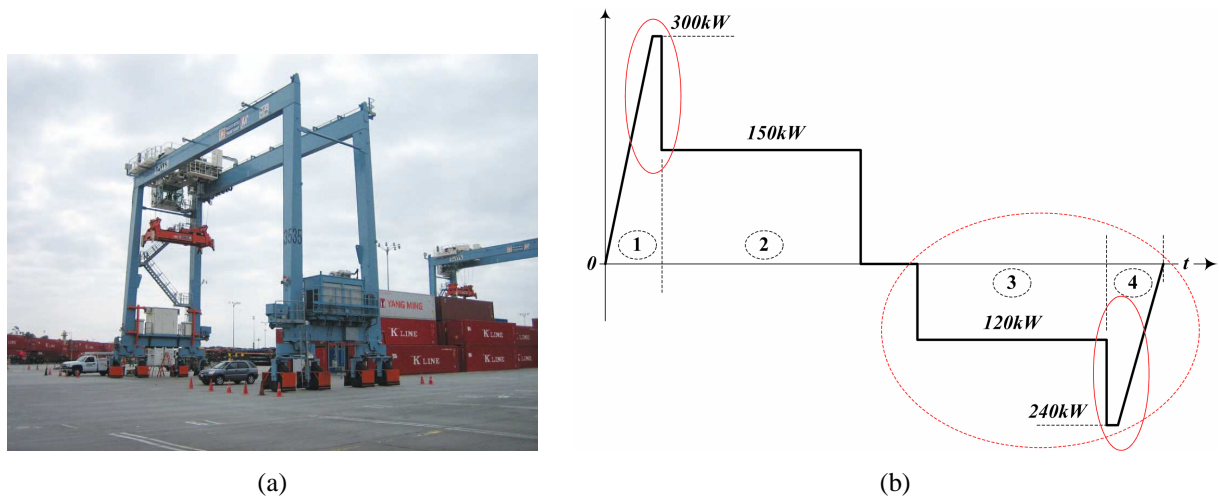 300kW
150kW
1
2
0
3
4
t
120kW
240kW
3535
YANG MING
K LINE
K LINE
K LINE
K LINE
(a)
(b)